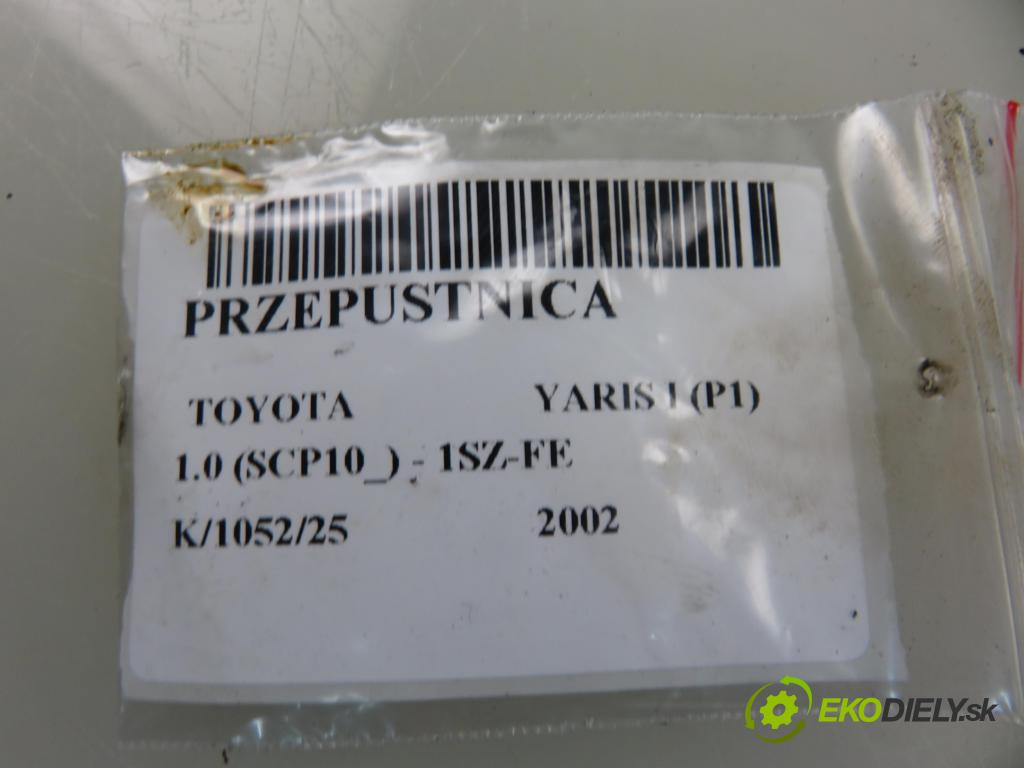 PRZEPUSTNICA
TOYOTA YARIS I (P1)
1.0 (SCP10_) - 1SZ-FE
K/1052/25 2002
EKODIELY.sk